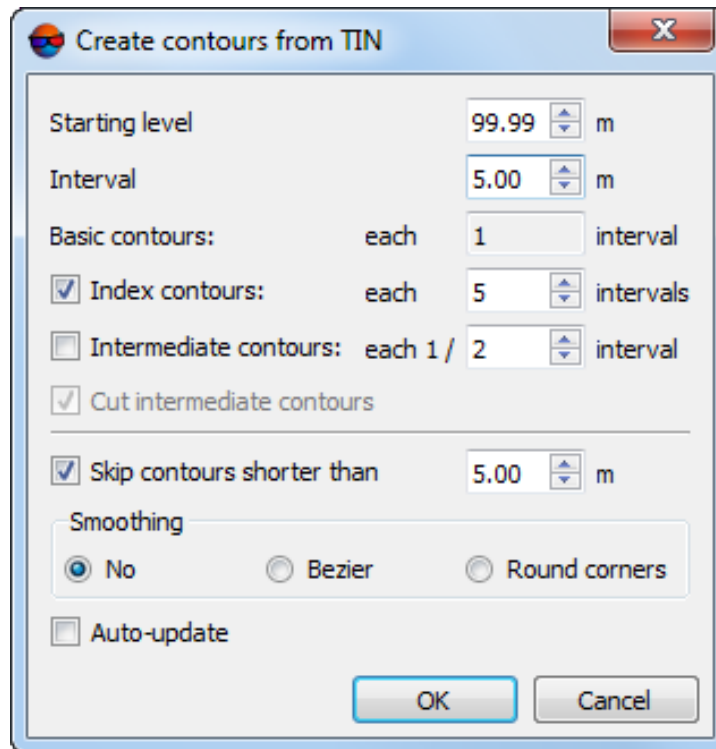 Create contours from TIN
Starting level 99.99 m
Interval 5.00 m
Basic contours: each 1 interval
Index contours: each 5 intervals
Intermediate contours: each 1 / 2 interval
Cut intermediate contours
Skip contours shorter than 5.00 m
Smoothing
No Bezier Round corners
Auto-update
OK Cancel